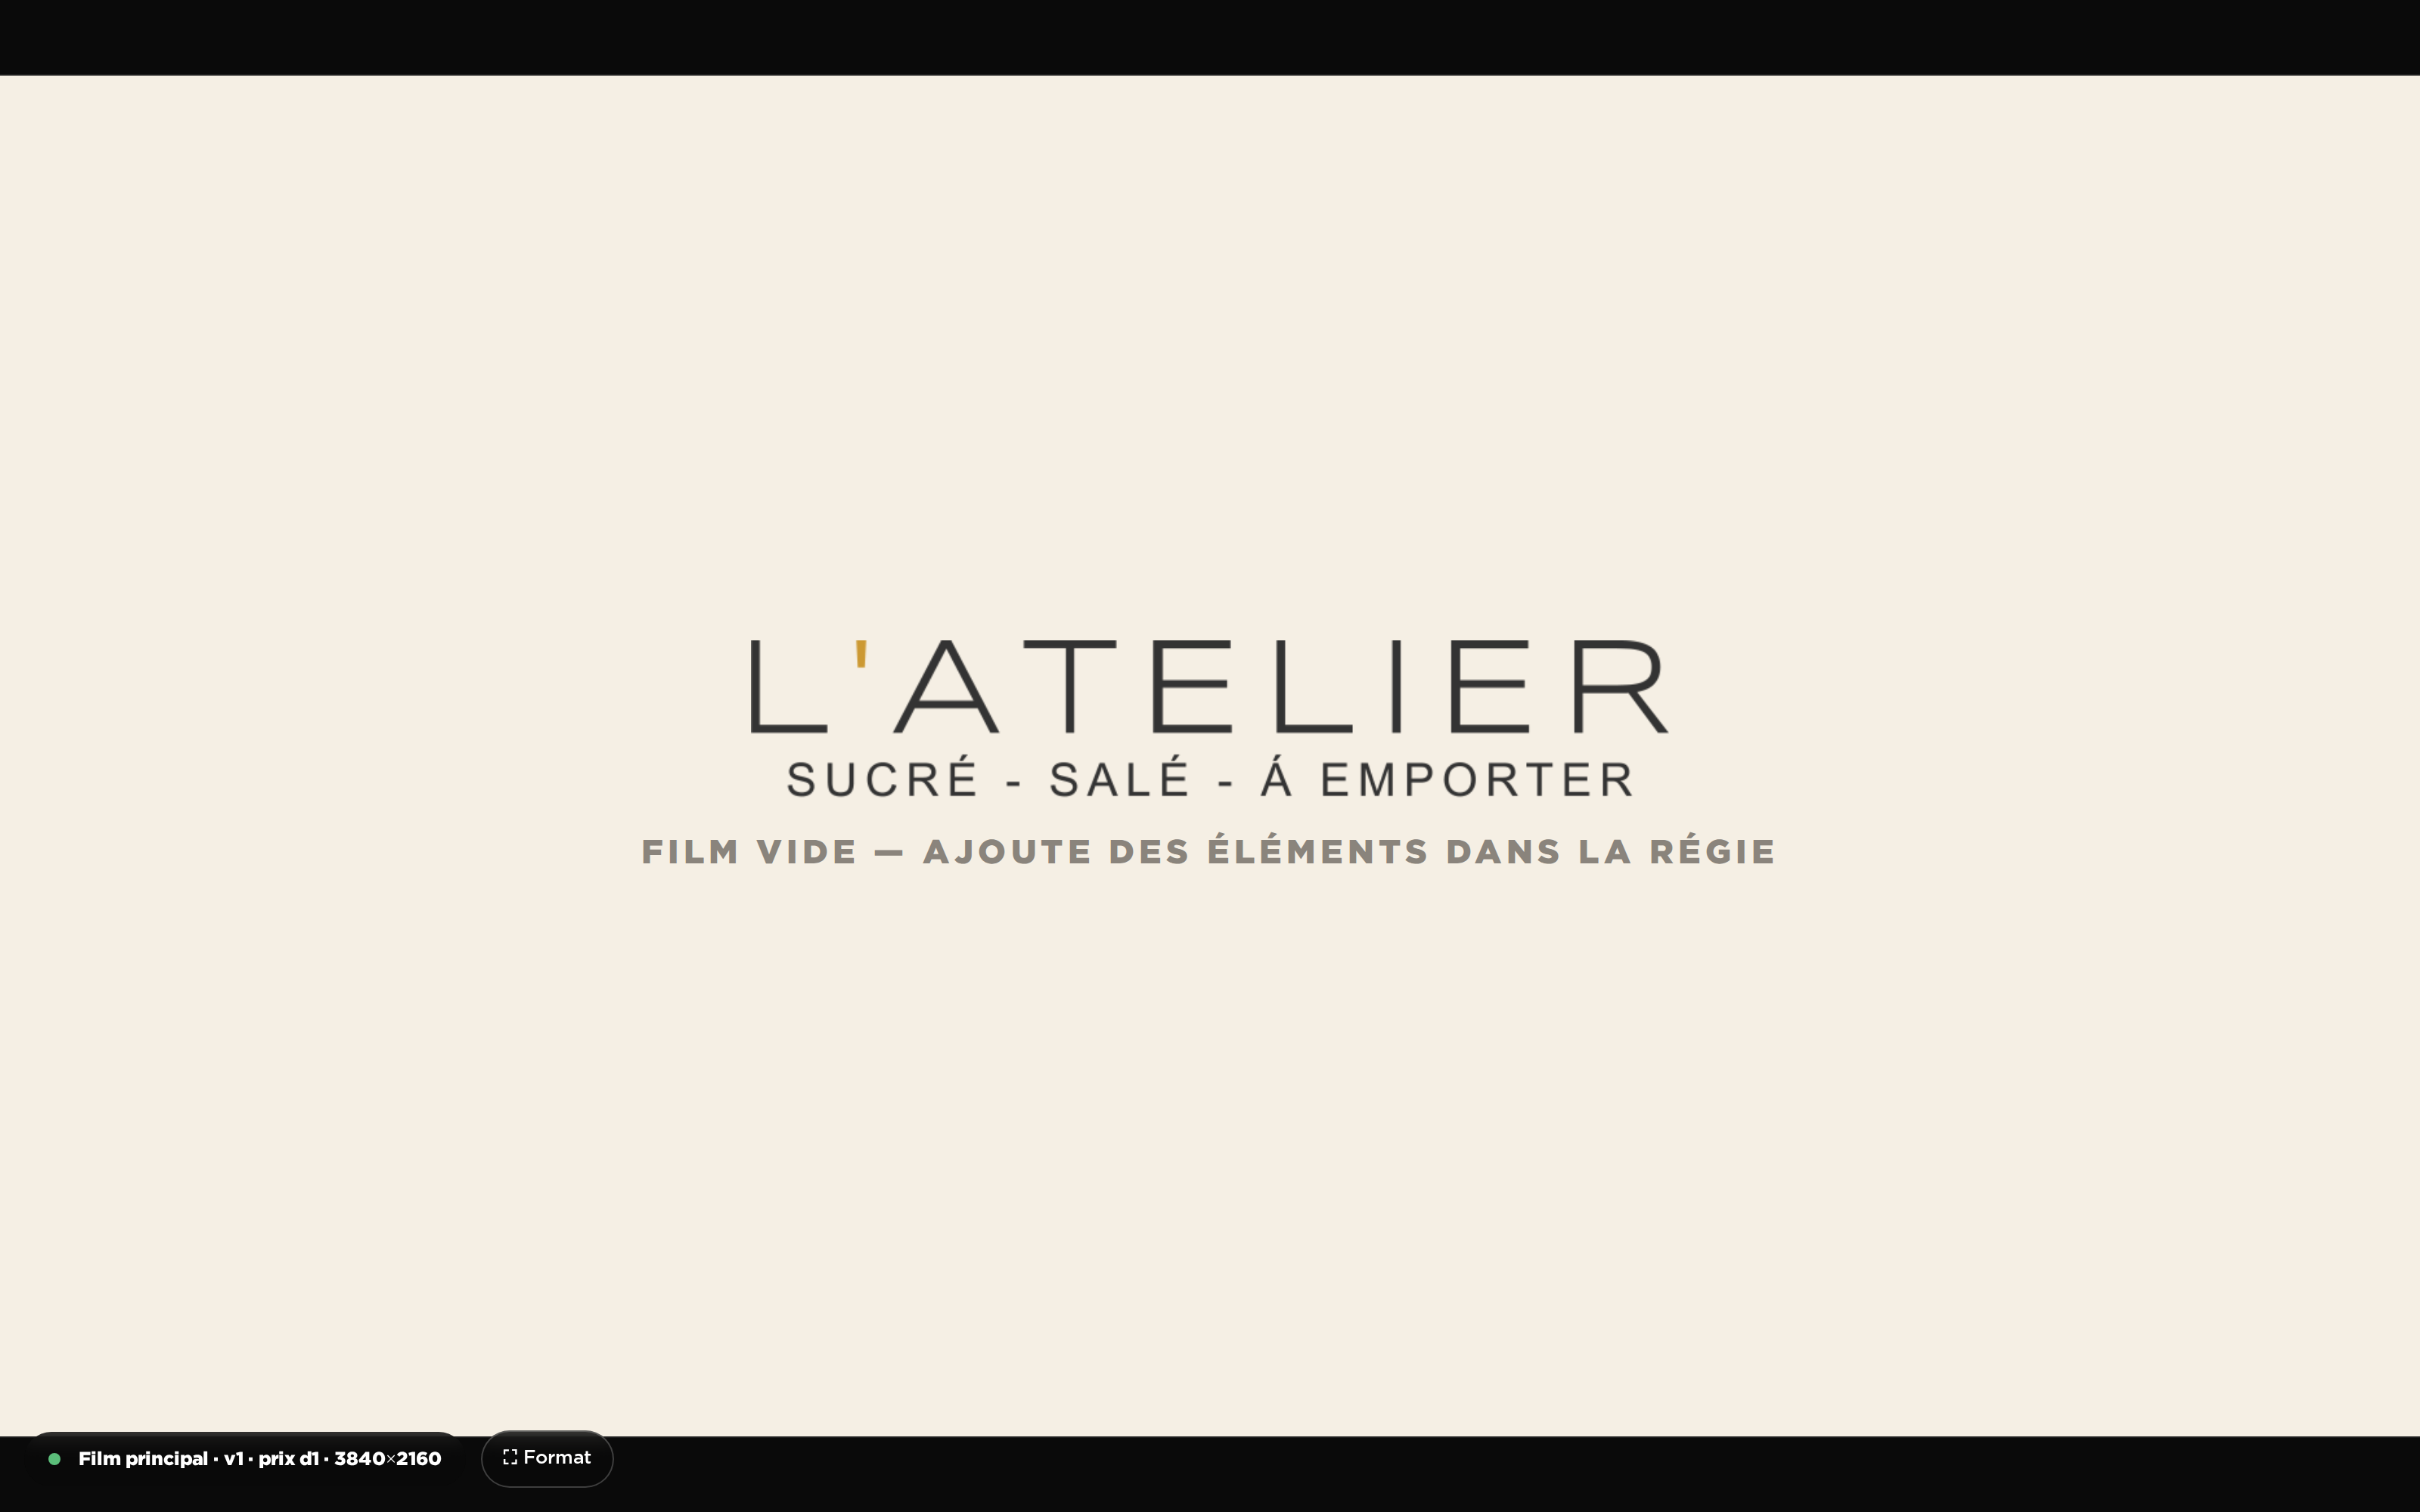 L'ATELIER
SUCRÉ - SALÉ - Á EMPORTER
FILM VIDE — AJOUTE DES ÉLÉMENTS DANS LA RÉGIE
Film principal · v1 · prix d1 · 3840×2160
Format